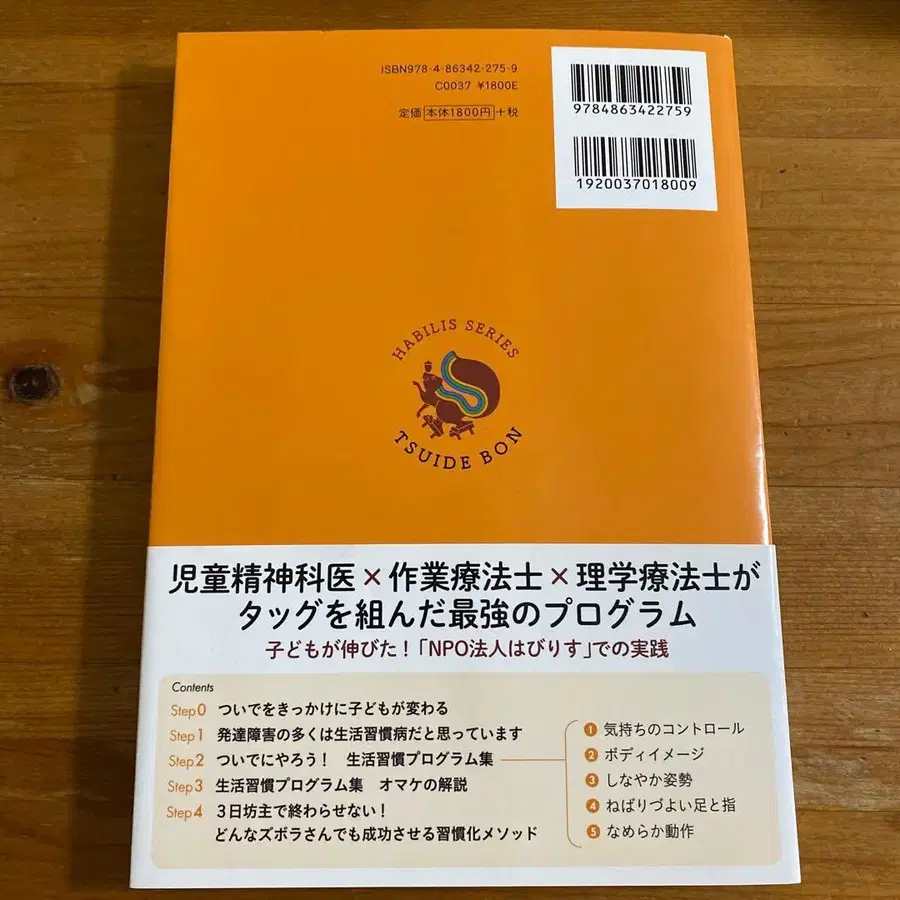 ISBN978-4-86342-275-9
C0037 ¥1800E
定価 本体1800円 +税
9784863422759
1920037018009
HABILIS SERIES
TSUIDE BON
児童精神科医×作業療法士×理学療法士が
タッグを組んだ最強のプログラム
子どもが伸びた!「NPO法人はびりす」での実践
Contents
Step0 ついでをきっかけに子どもが変わる
Step1 発達障害の多くは生活習慣病だと思っています
Step2 ついでにやろう! 生活習慣プログラム集
Step3 生活習慣プログラム集 オマケの解説
Step4 3日坊主で終わらせない!
どんなズボラさんでも成功させる習慣化メソッド
1 気持ちのコントロール
2 ボディイメージ
3 しなやか姿勢
4 ねばりづよい足と指
5 なめらか動作